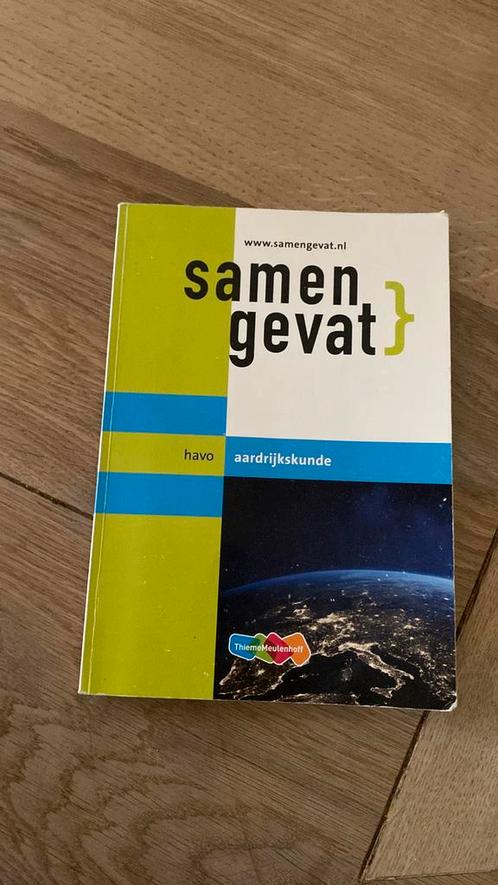 www.samengevat.nl
samen
gevat}
havo aardrijkskunde
ThiemeMeulenhoff